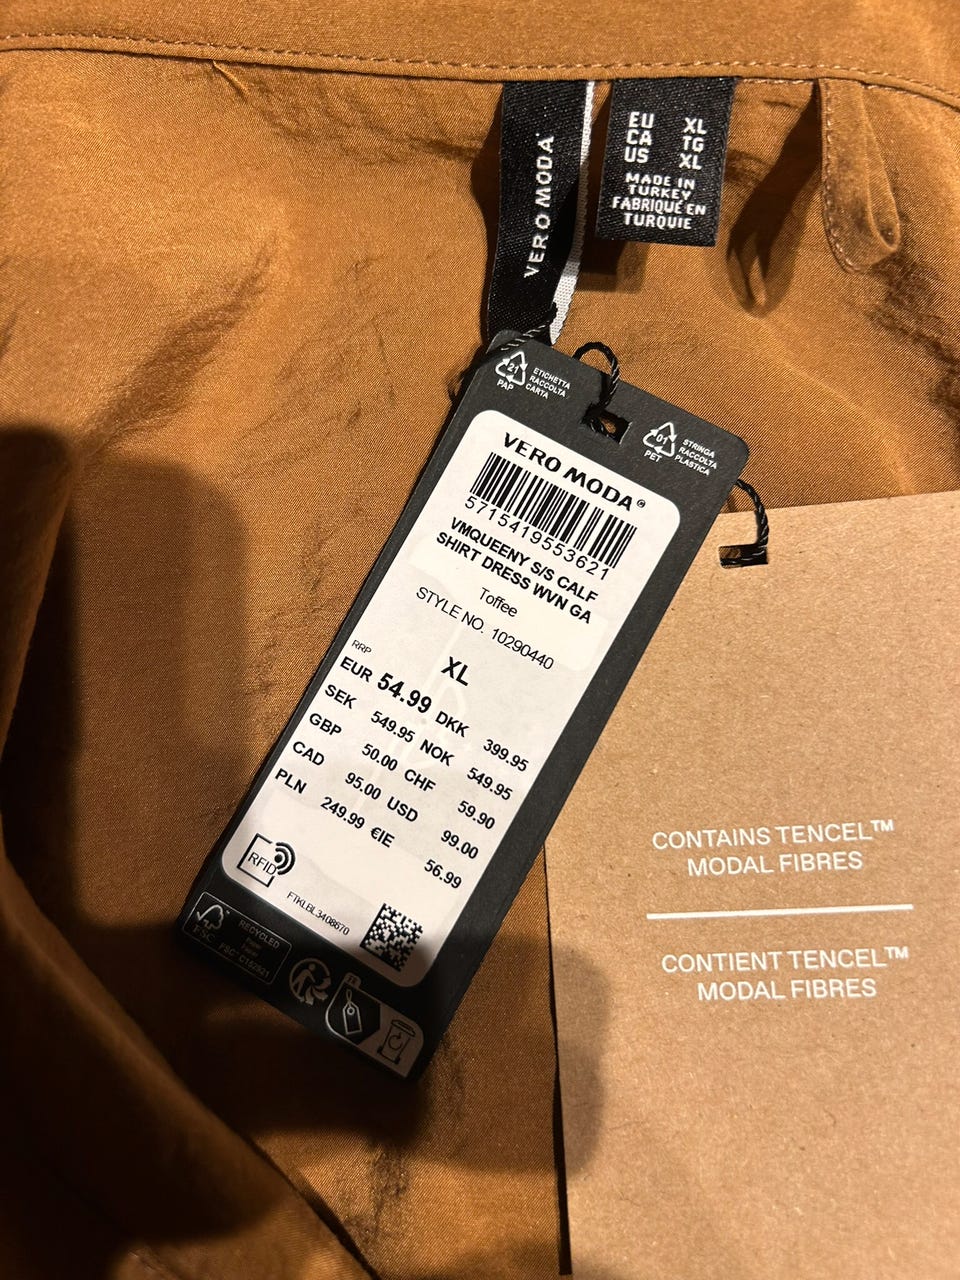 VERO MODA
EU XL
CA TG
US XL
MADE IN
TURKEY
FABRIQUÉ EN
TURQUIE
21
PAP
ETICHETTA
RACCOLTA
CARTA
01
PET
STRINGA
RACCOLTA
PLASTICA
VERO MODA®
5715419553621
VMQUEENY S/S CALF
SHIRT DRESS WVN GA
Toffee
STYLE NO. 10290440
XL
RRP
EUR 54.99 DKK 399.95
SEK 549.95 NOK 549.95
GBP 50.00 CHF 59.90
CAD 95.00 USD 99.00
PLN 249.99 €IE 56.99
RFID
FTKLBL3408670
FSC
RECYCLED
Paper
FSC® C152921
FR
CONTAINS TENCEL™
MODAL FIBRES
CONTIENT TENCEL™
MODAL FIBRES